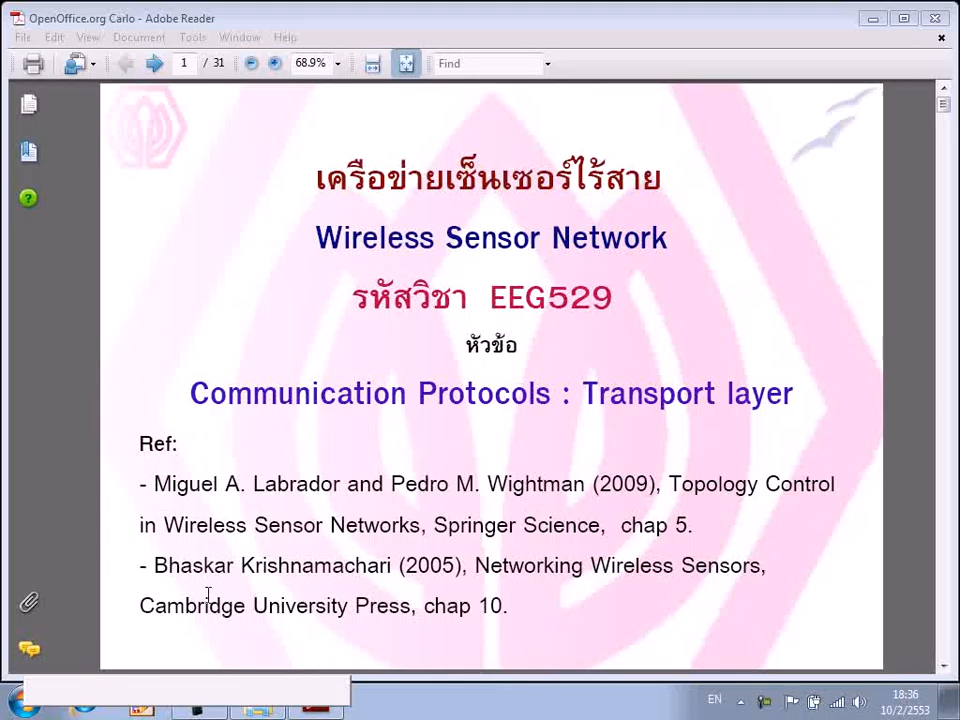 OpenOffice.org Carlo - Adobe Reader
File Edit View Document Tools Window Help
1 / 31 68.9% Find
เครือข่ายเซ็นเซอร์ไร้สาย
Wireless Sensor Network
รหัสวิชา EEG529
หัวข้อ
Communication Protocols : Transport layer
Ref:
- Miguel A. Labrador and Pedro M. Wightman (2009), Topology Control
in Wireless Sensor Networks, Springer Science, chap 5.
- Bhaskar Krishnamachari (2005), Networking Wireless Sensors,
Cambridge University Press, chap 10.
EN
18:36
10/2/2553